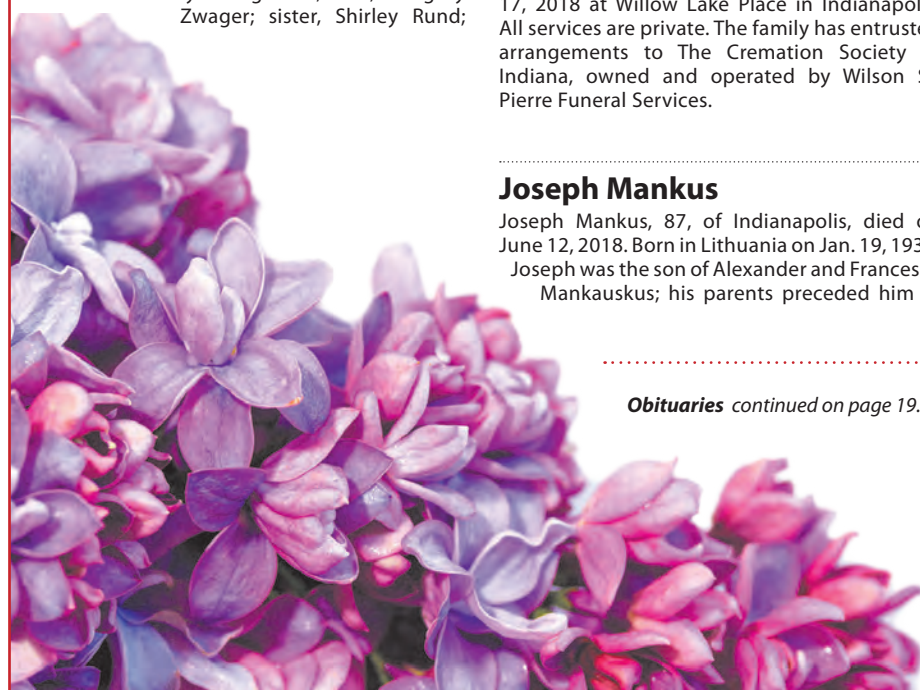 Zwager; sister, Shirley Rund;
17, 2018 at Willow Lake Place in
All services are private. The family has
arrangements to The Cremation Society
Indiana, owned and operated by Wilson
Pierre Funeral Services.
Joseph Mankus
Joseph Mankus, 87, of Indianapolis, died
June 12, 2018. Born in Lithuania on Jan. 19,
Joseph was the son of Alexander and Frances
Mankauskus; his parents preceded him
Obituaries continued on page 19.